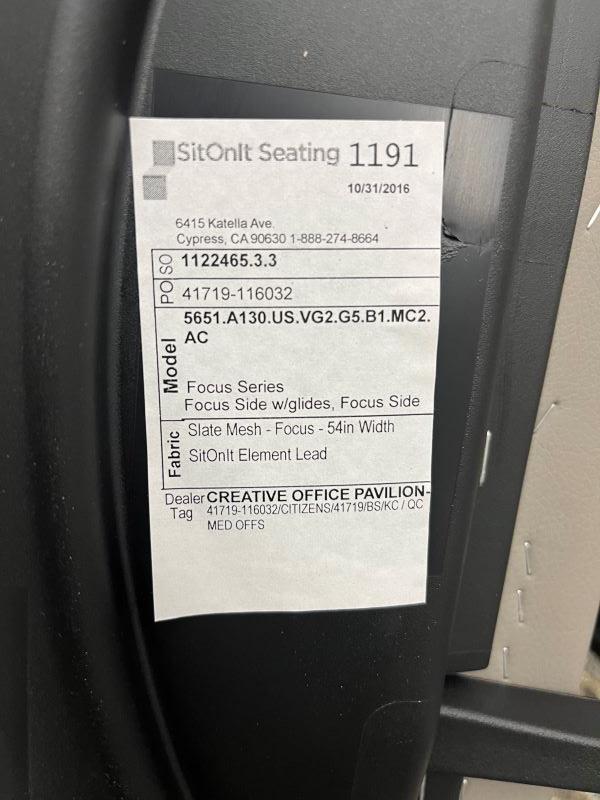 SitOnIt Seating 1191
10/31/2016
6415 Katella Ave.
Cypress, CA 90630 1-888-274-8664
SO 1122465.3.3
PO 41719-116032
Model 5651.A130.US.VG2.G5.B1.MC2.
AC
Focus Series
Focus Side w/glides, Focus Side
Fabric Slate Mesh - Focus - 54in Width
SitOnIt Element Lead
Dealer CREATIVE OFFICE PAVILION-
Tag 41719-116032/CITIZENS/41719/BS/KC / QC
MED OFFS